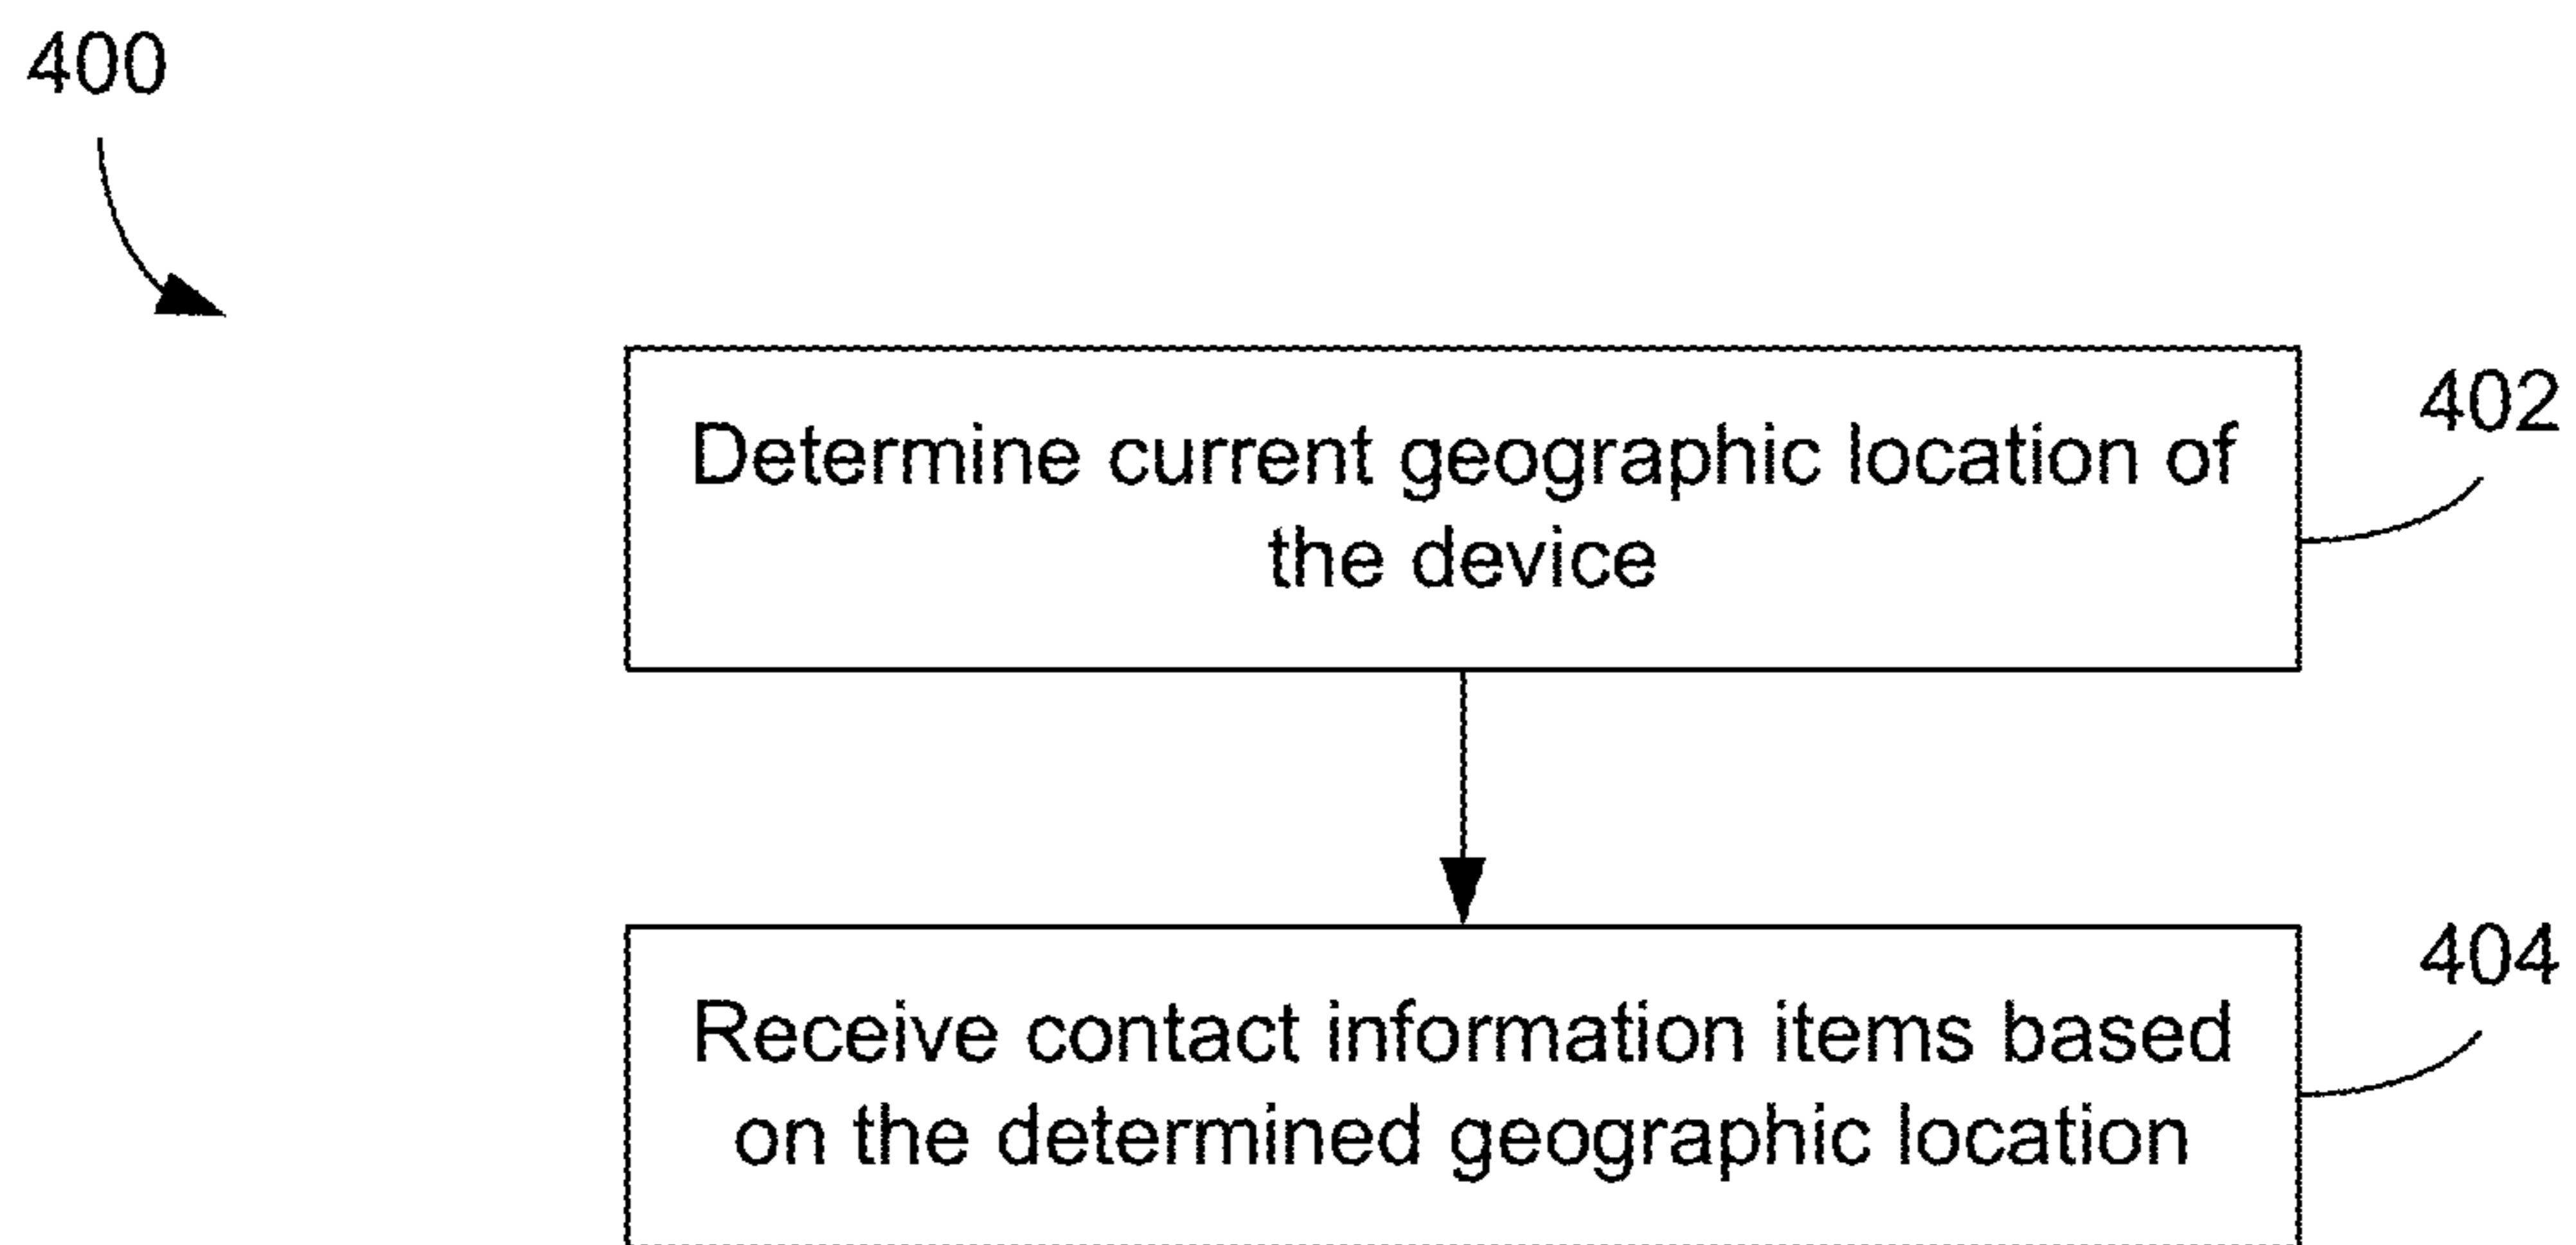 400
Determine current geographic location of
the device
402
Receive contact information items based
on the determined geographic location
404